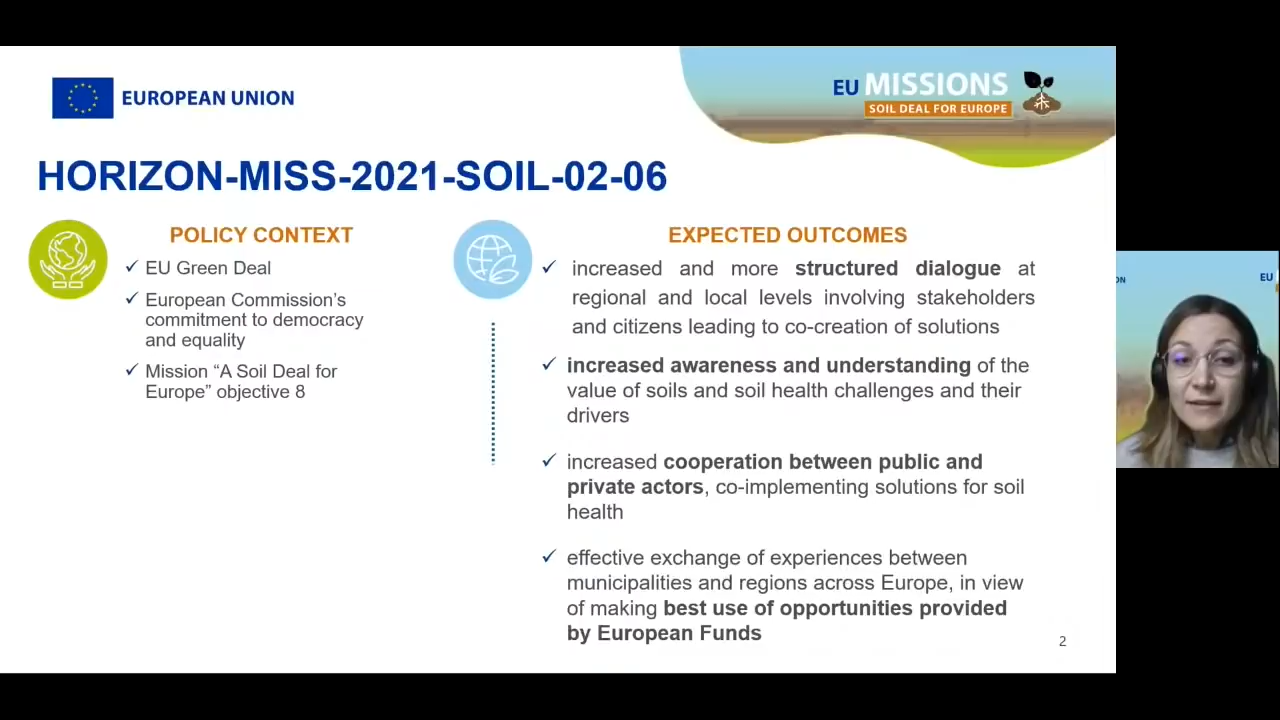 EUROPEAN UNION
EU MISSIONS
SOIL DEAL FOR EUROPE
HORIZON-MISS-2021-SOIL-02-06
POLICY CONTEXT
✓ EU Green Deal
✓ European Commission’s
commitment to democracy
and equality
✓ Mission “A Soil Deal for
Europe” objective 8
EXPECTED OUTCOMES
✓ increased and more structured dialogue at
regional and local levels involving stakeholders
and citizens leading to co-creation of solutions
✓ increased awareness and understanding of the
value of soils and soil health challenges and their
drivers
✓ increased cooperation between public and
private actors, co-implementing solutions for soil
health
✓ effective exchange of experiences between
municipalities and regions across Europe, in view
of making best use of opportunities provided
by European Funds
2
ON
EU